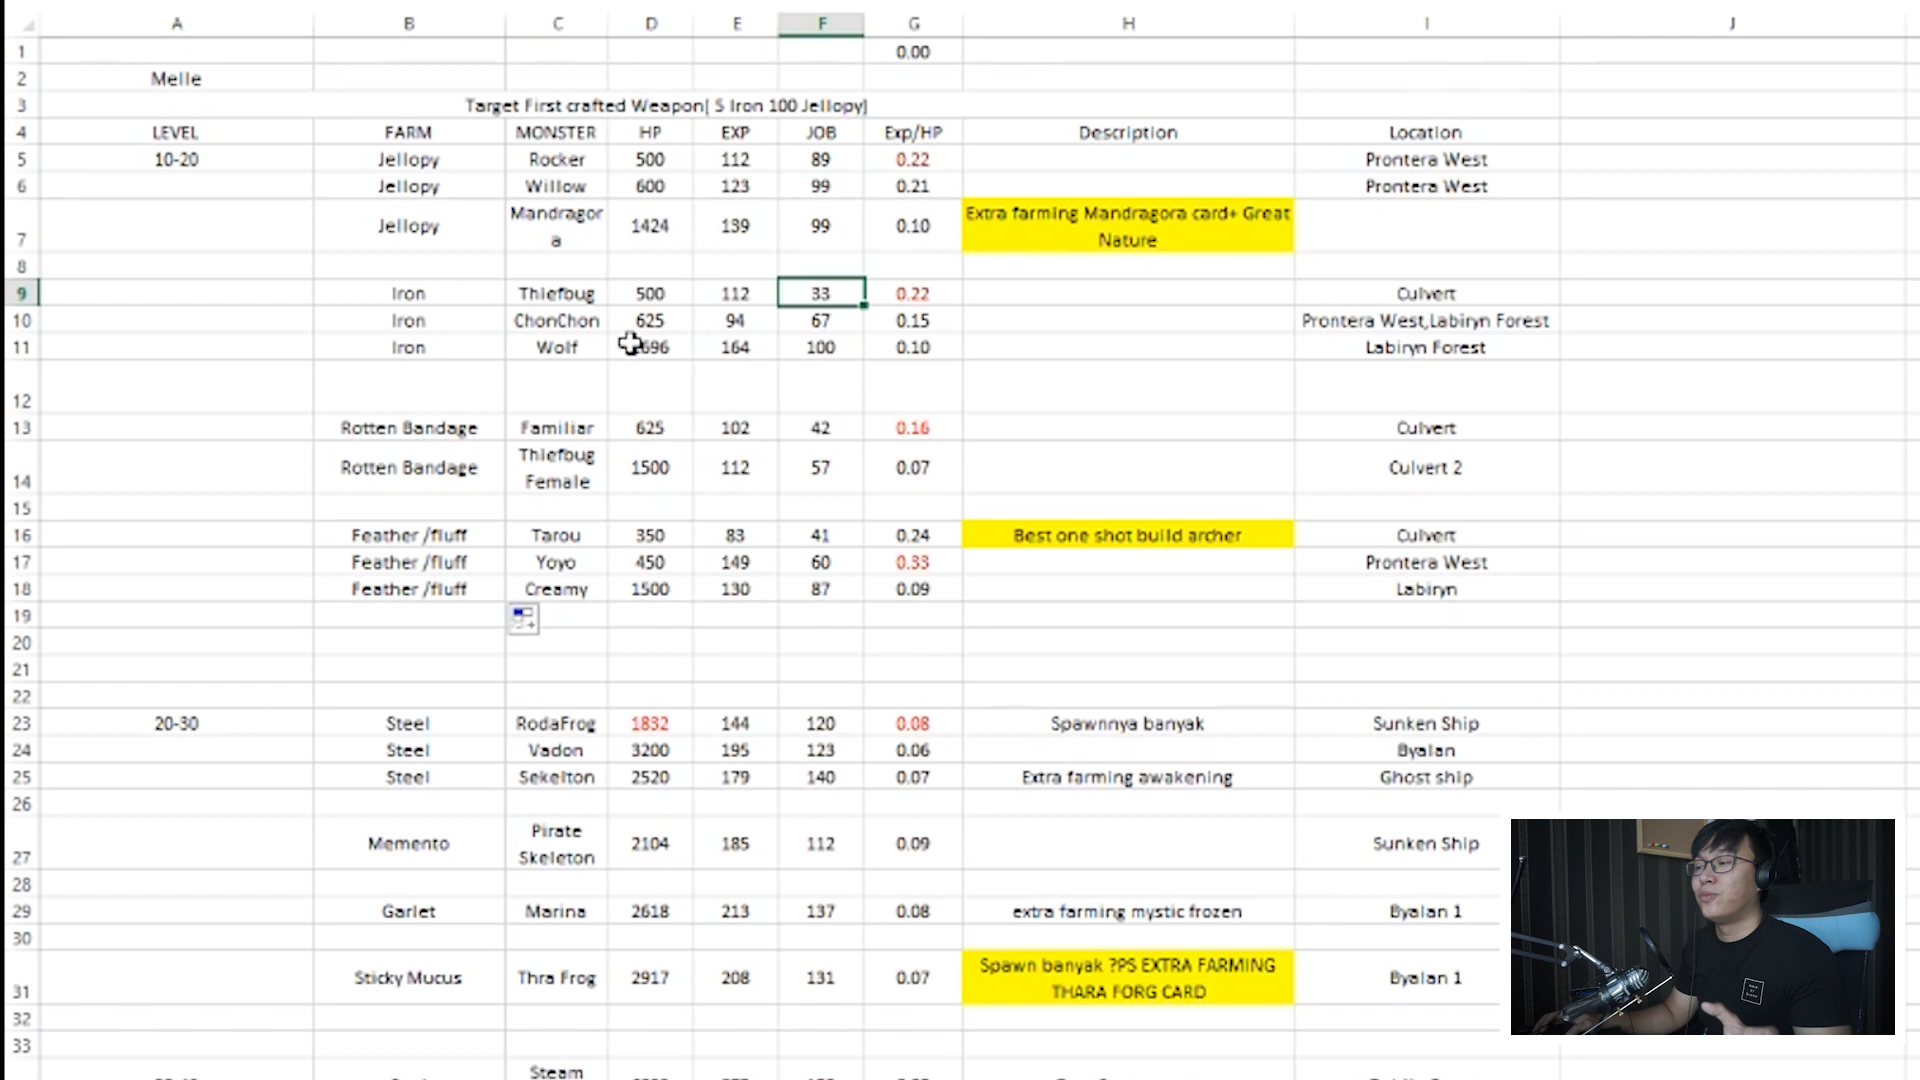 A B C D E F G H I J
1 0.00
2 Melle
3 Target First crafted Weapon( 5 Iron 100 Jellopy)
4 LEVEL FARM MONSTER HP EXP JOB Exp/HP Description Location
5 10-20 Jellopy Rocker 500 112 89 0.22 Prontera West
6 Jellopy Willow 600 123 99 0.21 Prontera West
7 Jellopy Mandragor 1424 139 99 0.10 Extra farming Mandragora card+ Great
a Nature
8
9 Iron Thiefbug 500 112 33 0.22 Culvert
10 Iron ChonChon 625 94 67 0.15 Prontera West,Labiryn Forest
11 Iron Wolf 164 100 0.10 Labiryn Forest
12
13 Rotten Bandage Familiar 625 102 42 0.16 Culvert
14 Rotten Bandage Thiefbug 1500 112 57 0.07 Culvert 2
Female
15
16 Feather /fluff Tarou 350 83 41 0.24 Best one shot build archer Culvert
17 Feather /fluff Yoyo 450 149 60 0.33 Prontera West
18 Feather /fluff Creamy 1500 130 87 0.09 Labiryn
19
20
21
22
23 20-30 Steel RodaFrog 1832 144 120 0.08 Spawnnya banyak Sunken Ship
24 Steel Vadon 3200 195 123 0.06 Byalan
25 Steel Sekelton 2520 179 140 0.07 Extra farming awakening Ghost ship
26
27 Memento Pirate 2104 185 112 0.09 Sunken Ship
Skeleton
28
29 Garlet Marina 2618 213 137 0.08 extra farming mystic frozen Byalan 1
30
31 Sticky Mucus Thra Frog 2917 208 131 0.07 Spawn banyak ?PS EXTRA FARMING Byalan 1
THARA FORG CARD
32
33
Steam